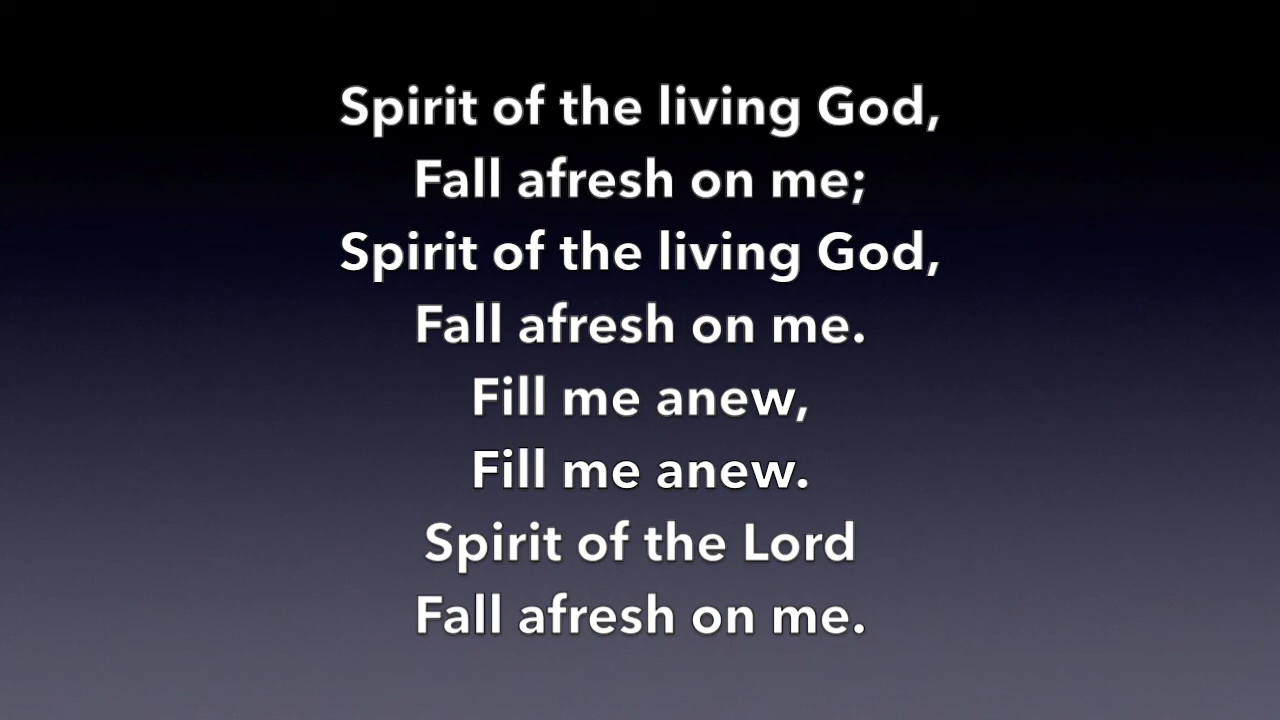 Spirit of the living God,
Fall afresh on me;
Spirit of the living God,
Fall afresh on me.
Fill me anew,
Fill me anew.
Spirit of the Lord
Fall afresh on me.